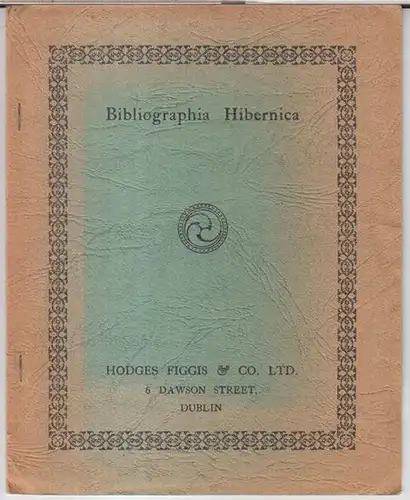 Bibliographia Hibernica
HODGES FIGGIS & CO. LTD.
6 DAWSON STREET,
DUBLIN